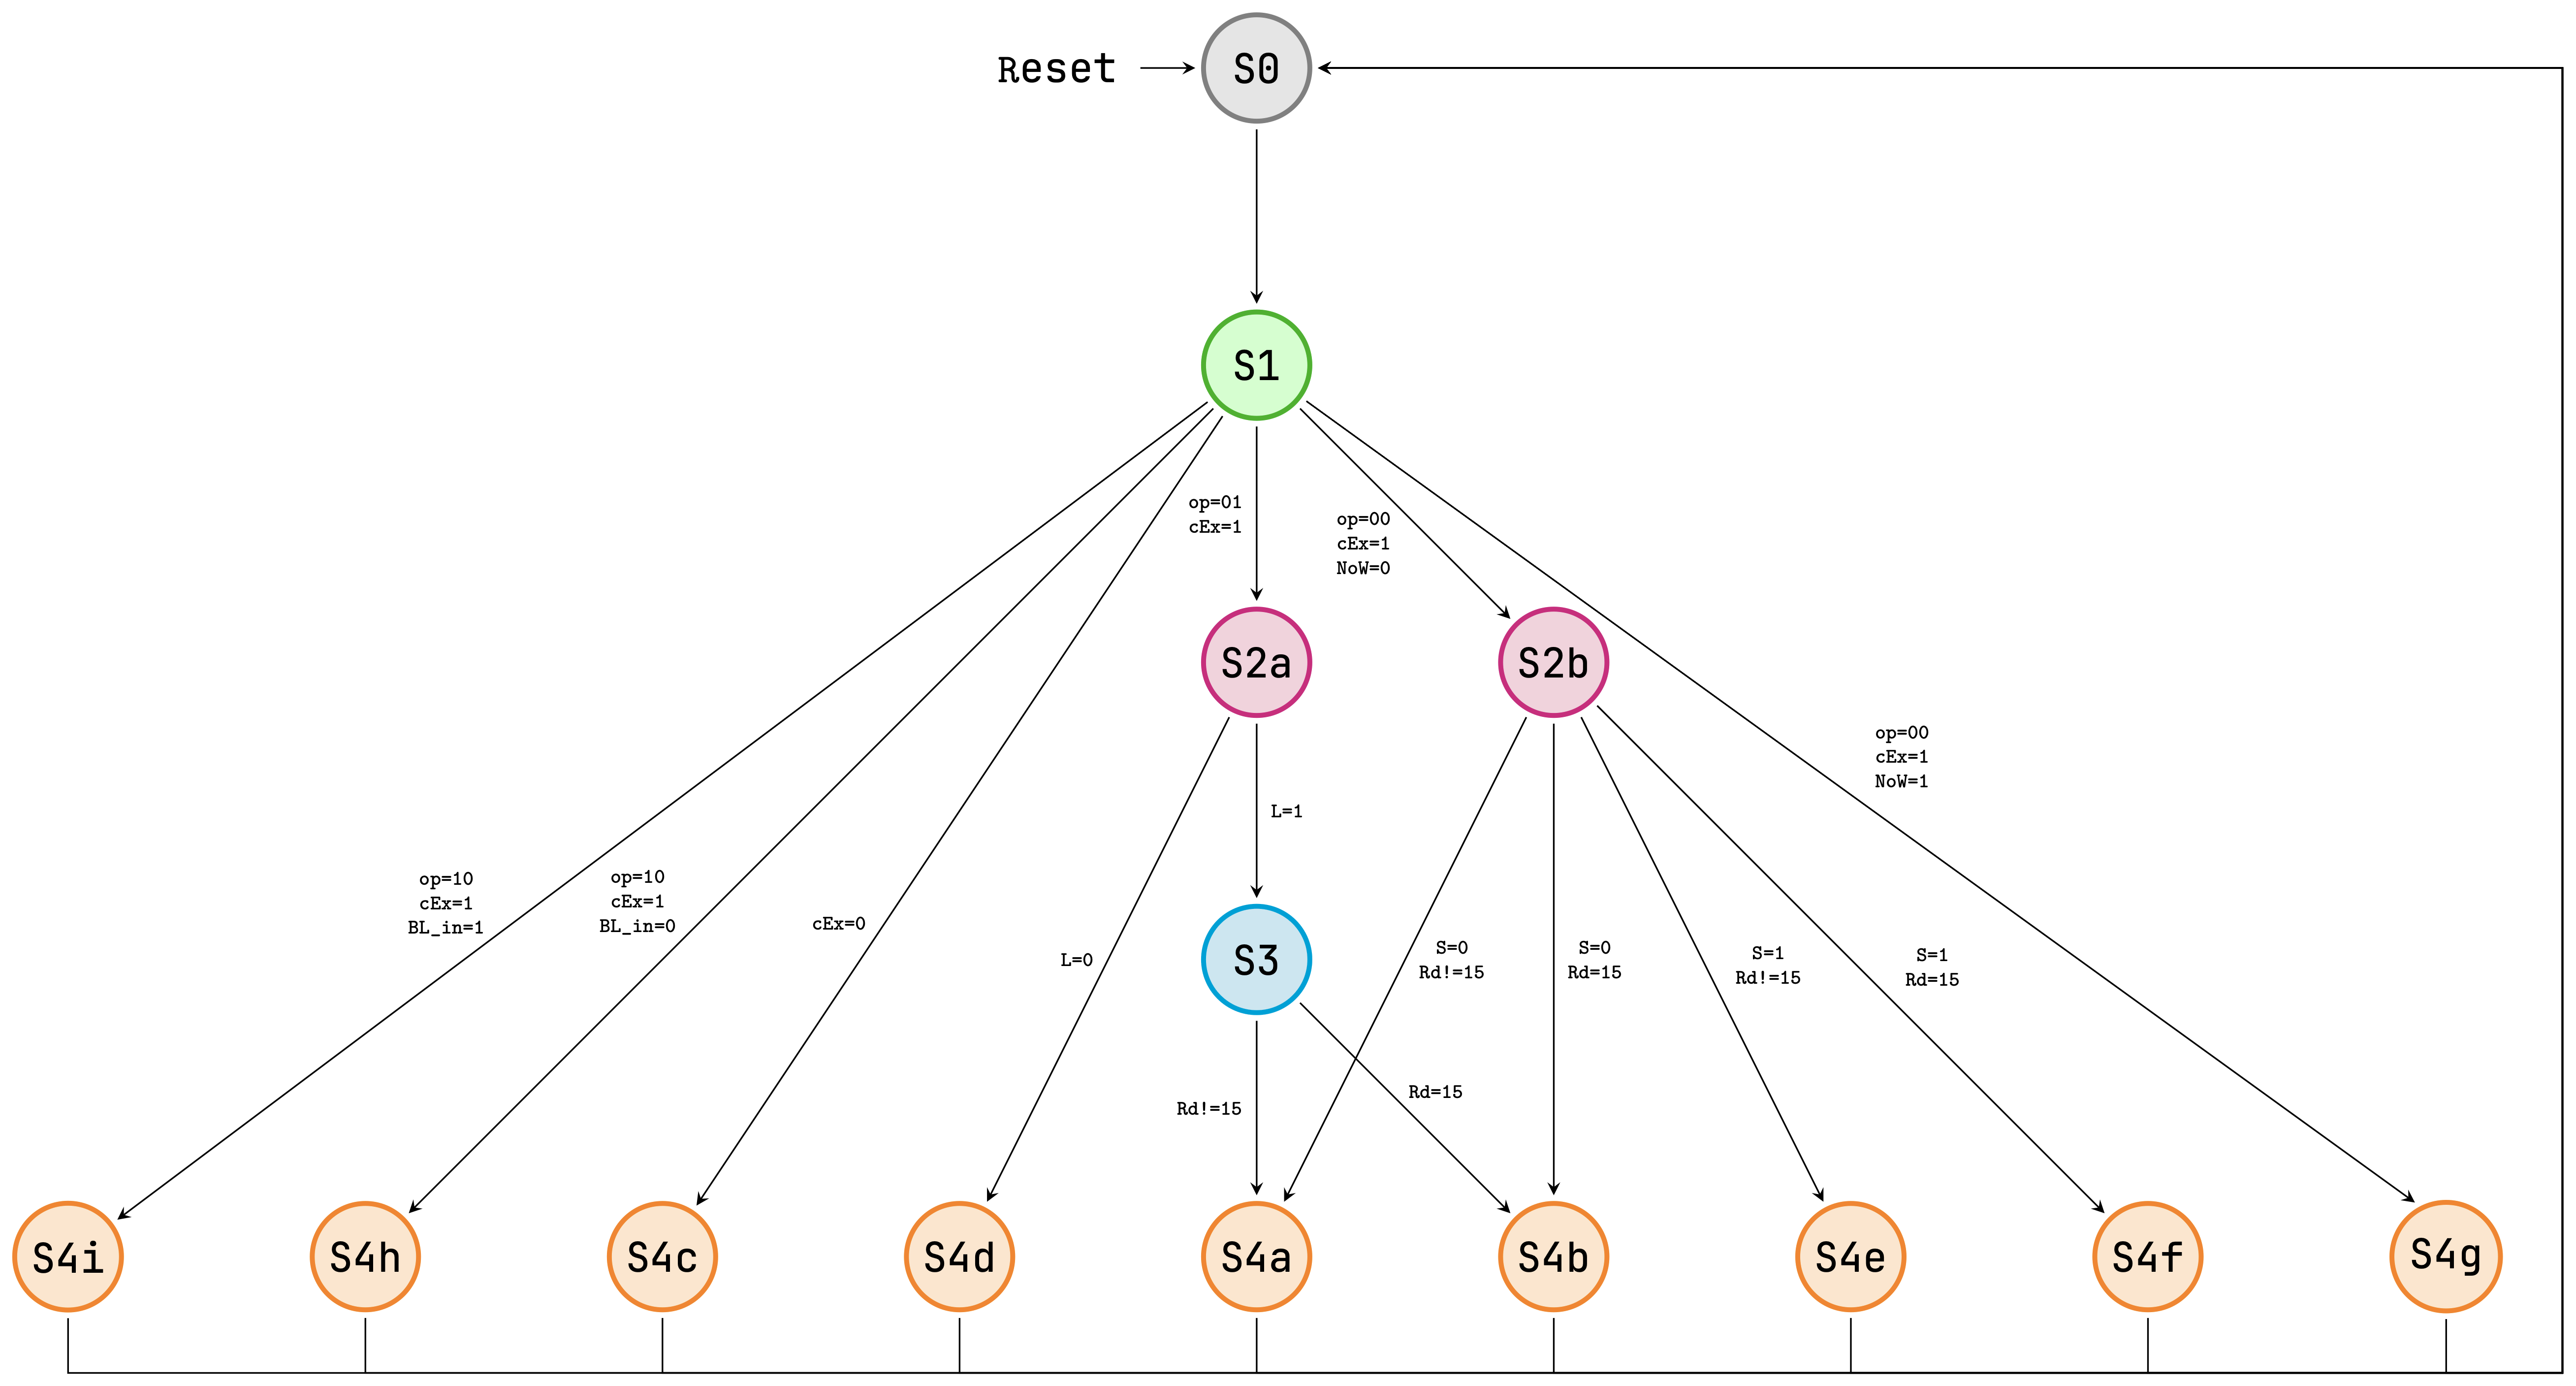 Reset
S0
S1
op=01
cEx=1
op=00
cEx=1
NoW=0
S2a
S2b
op=00
cEx=1
NoW=1
L=1
op=10
cEx=1
BL_in=1
op=10
cEx=1
BL_in=0
cEx=0
L=0
S3
S=0
Rd!=15
S=0
Rd=15
S=1
Rd!=15
S=1
Rd=15
Rd!=15
Rd=15
S4i
S4h
S4c
S4d
S4a
S4b
S4e
S4f
S4g